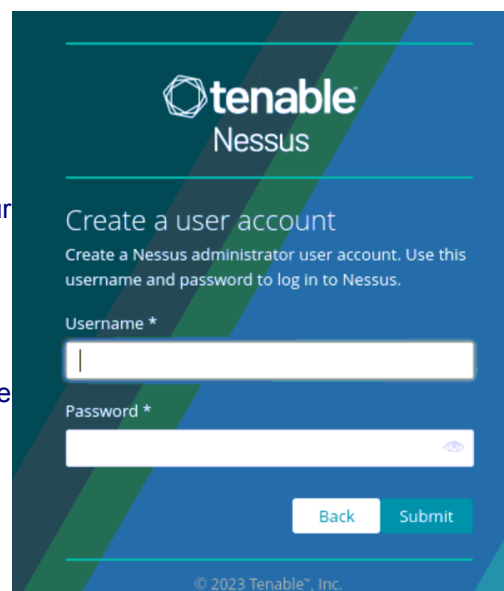 tenable
Nessus
ur
Create a user account
Create a Nessus administrator user account. Use this
username and password to log in to Nessus.
Username *
e
Password *
Back Submit
© 2023 Tenable™, Inc.